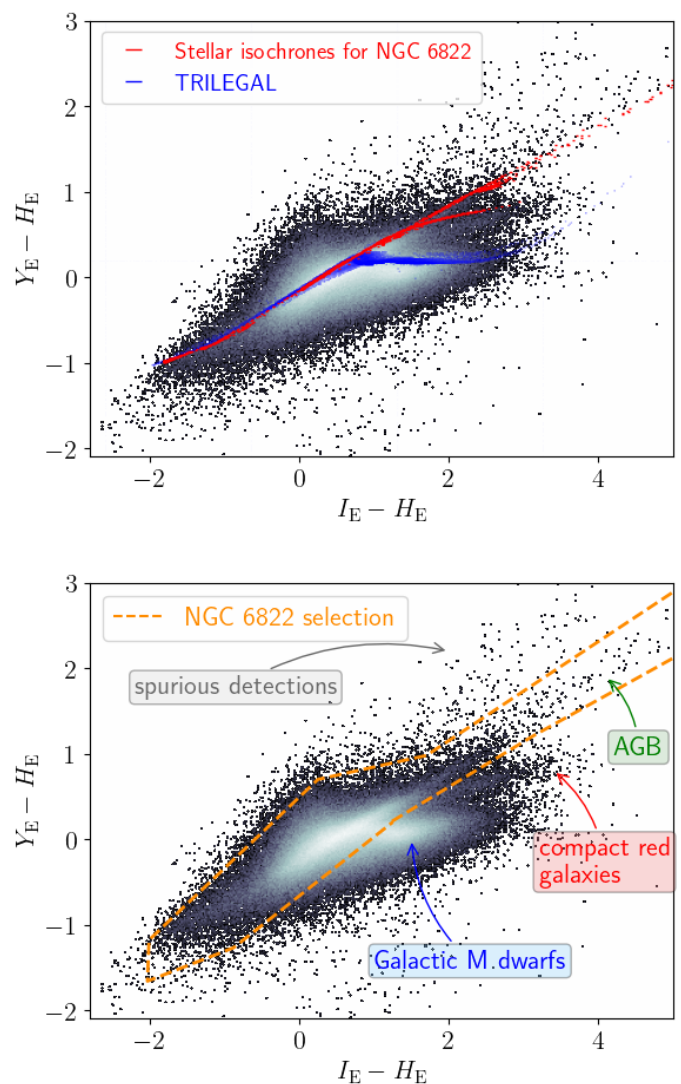 3
Stellar isochrones for NGC 6822
TRILEGAL
2
1
0
−1
−2
Y_E − H_E
−2 0 2 4
I_E − H_E
3
NGC 6822 selection
2
spurious detections
AGB
1
0
compact red
galaxies
−1
Galactic M.dwarfs
−2
Y_E − H_E
−2 0 2 4
I_E − H_E